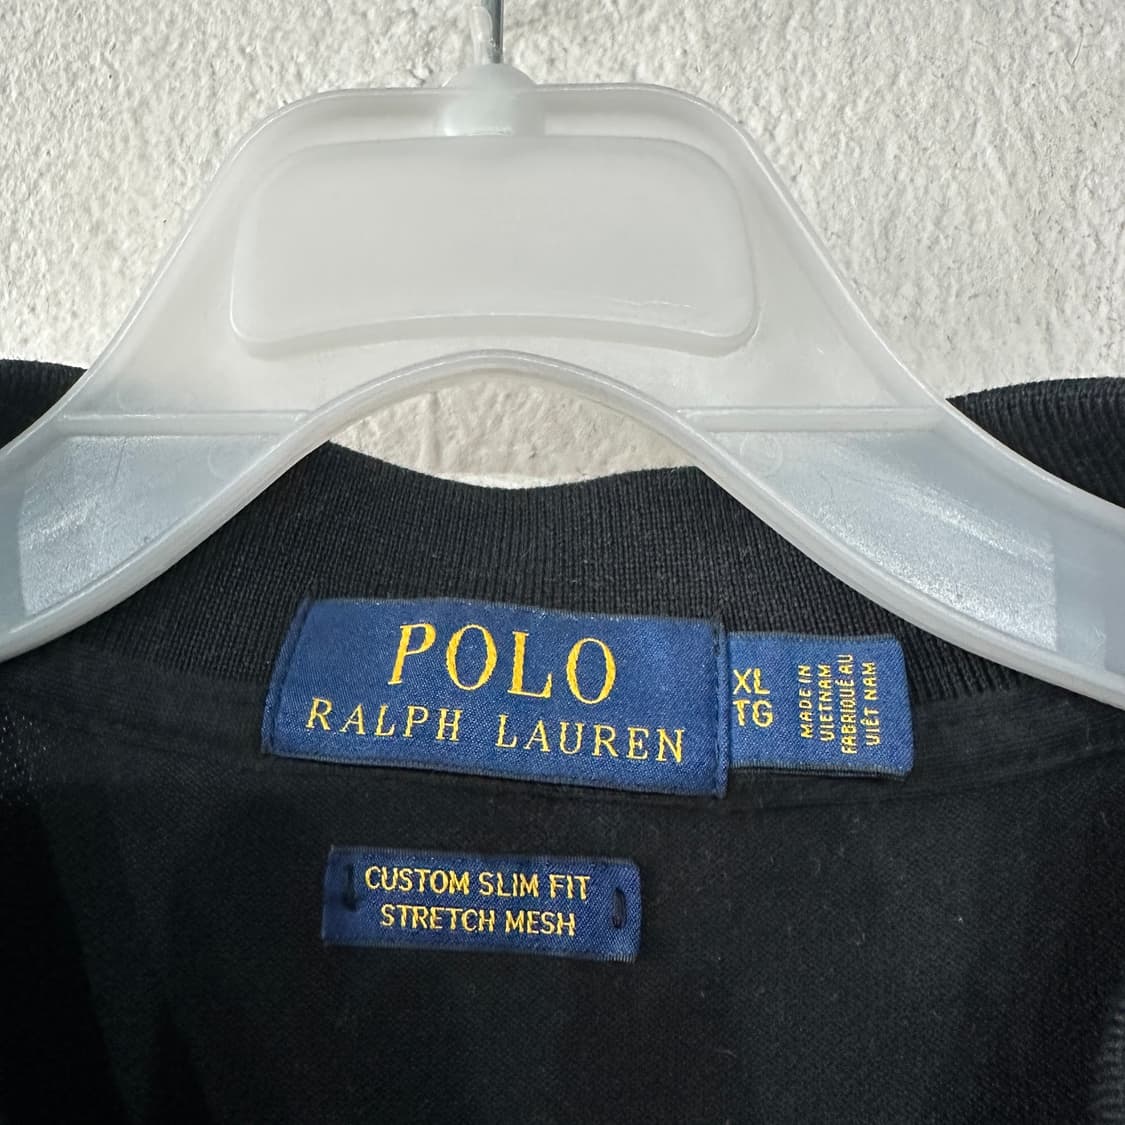 POLO
RALPH LAUREN
XL
TG
MADE IN
VIETNAM
FABRIQUÉ AU
VIÊT NAM
CUSTOM SLIM FIT
STRETCH MESH